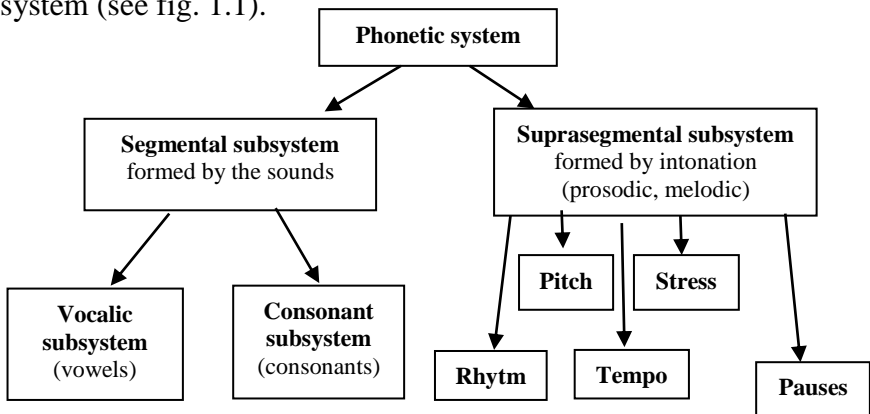 system (see fig. 1.1).
Phonetic system
Segmental subsystem
formed by the sounds
Suprasegmental subsystem
formed by intonation
(prosodic, melodic)
Pitch
Stress
Vocalic
subsystem
(vowels)
Consonant
subsystem
(consonants)
Rhytm
Tempo
Pauses